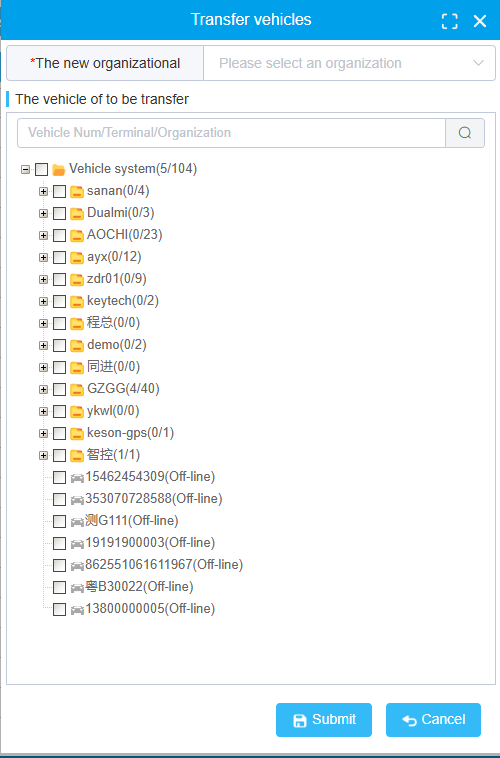 Transfer vehicles
*The new organizational
Please select an organization
The vehicle of to be transfer
Vehicle Num/Terminal/Organization
Vehicle system(5/104)
sanan(0/4)
Dualmi(0/3)
AOCHI(0/23)
ayx(0/12)
zdr01(0/9)
keytech(0/2)
程总(0/0)
demo(0/2)
同进(0/0)
GZGG(4/40)
ykwl(0/0)
keson-gps(0/1)
智控(1/1)
15462454309(Off-line)
353070728588(Off-line)
测G111(Off-line)
19191900003(Off-line)
862551061611967(Off-line)
粤B30022(Off-line)
13800000005(Off-line)
Submit
Cancel